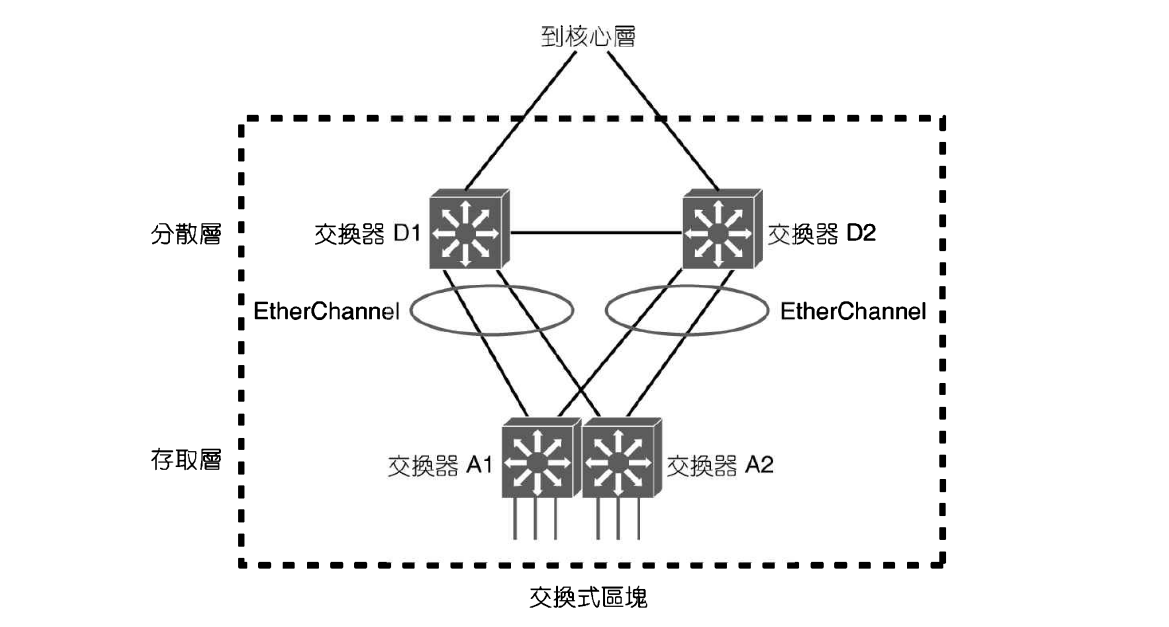 到核心層
分散層
交換器 D1
交換器 D2
EtherChannel
EtherChannel
存取層
交換器 A1
交換器 A2
交換式區塊